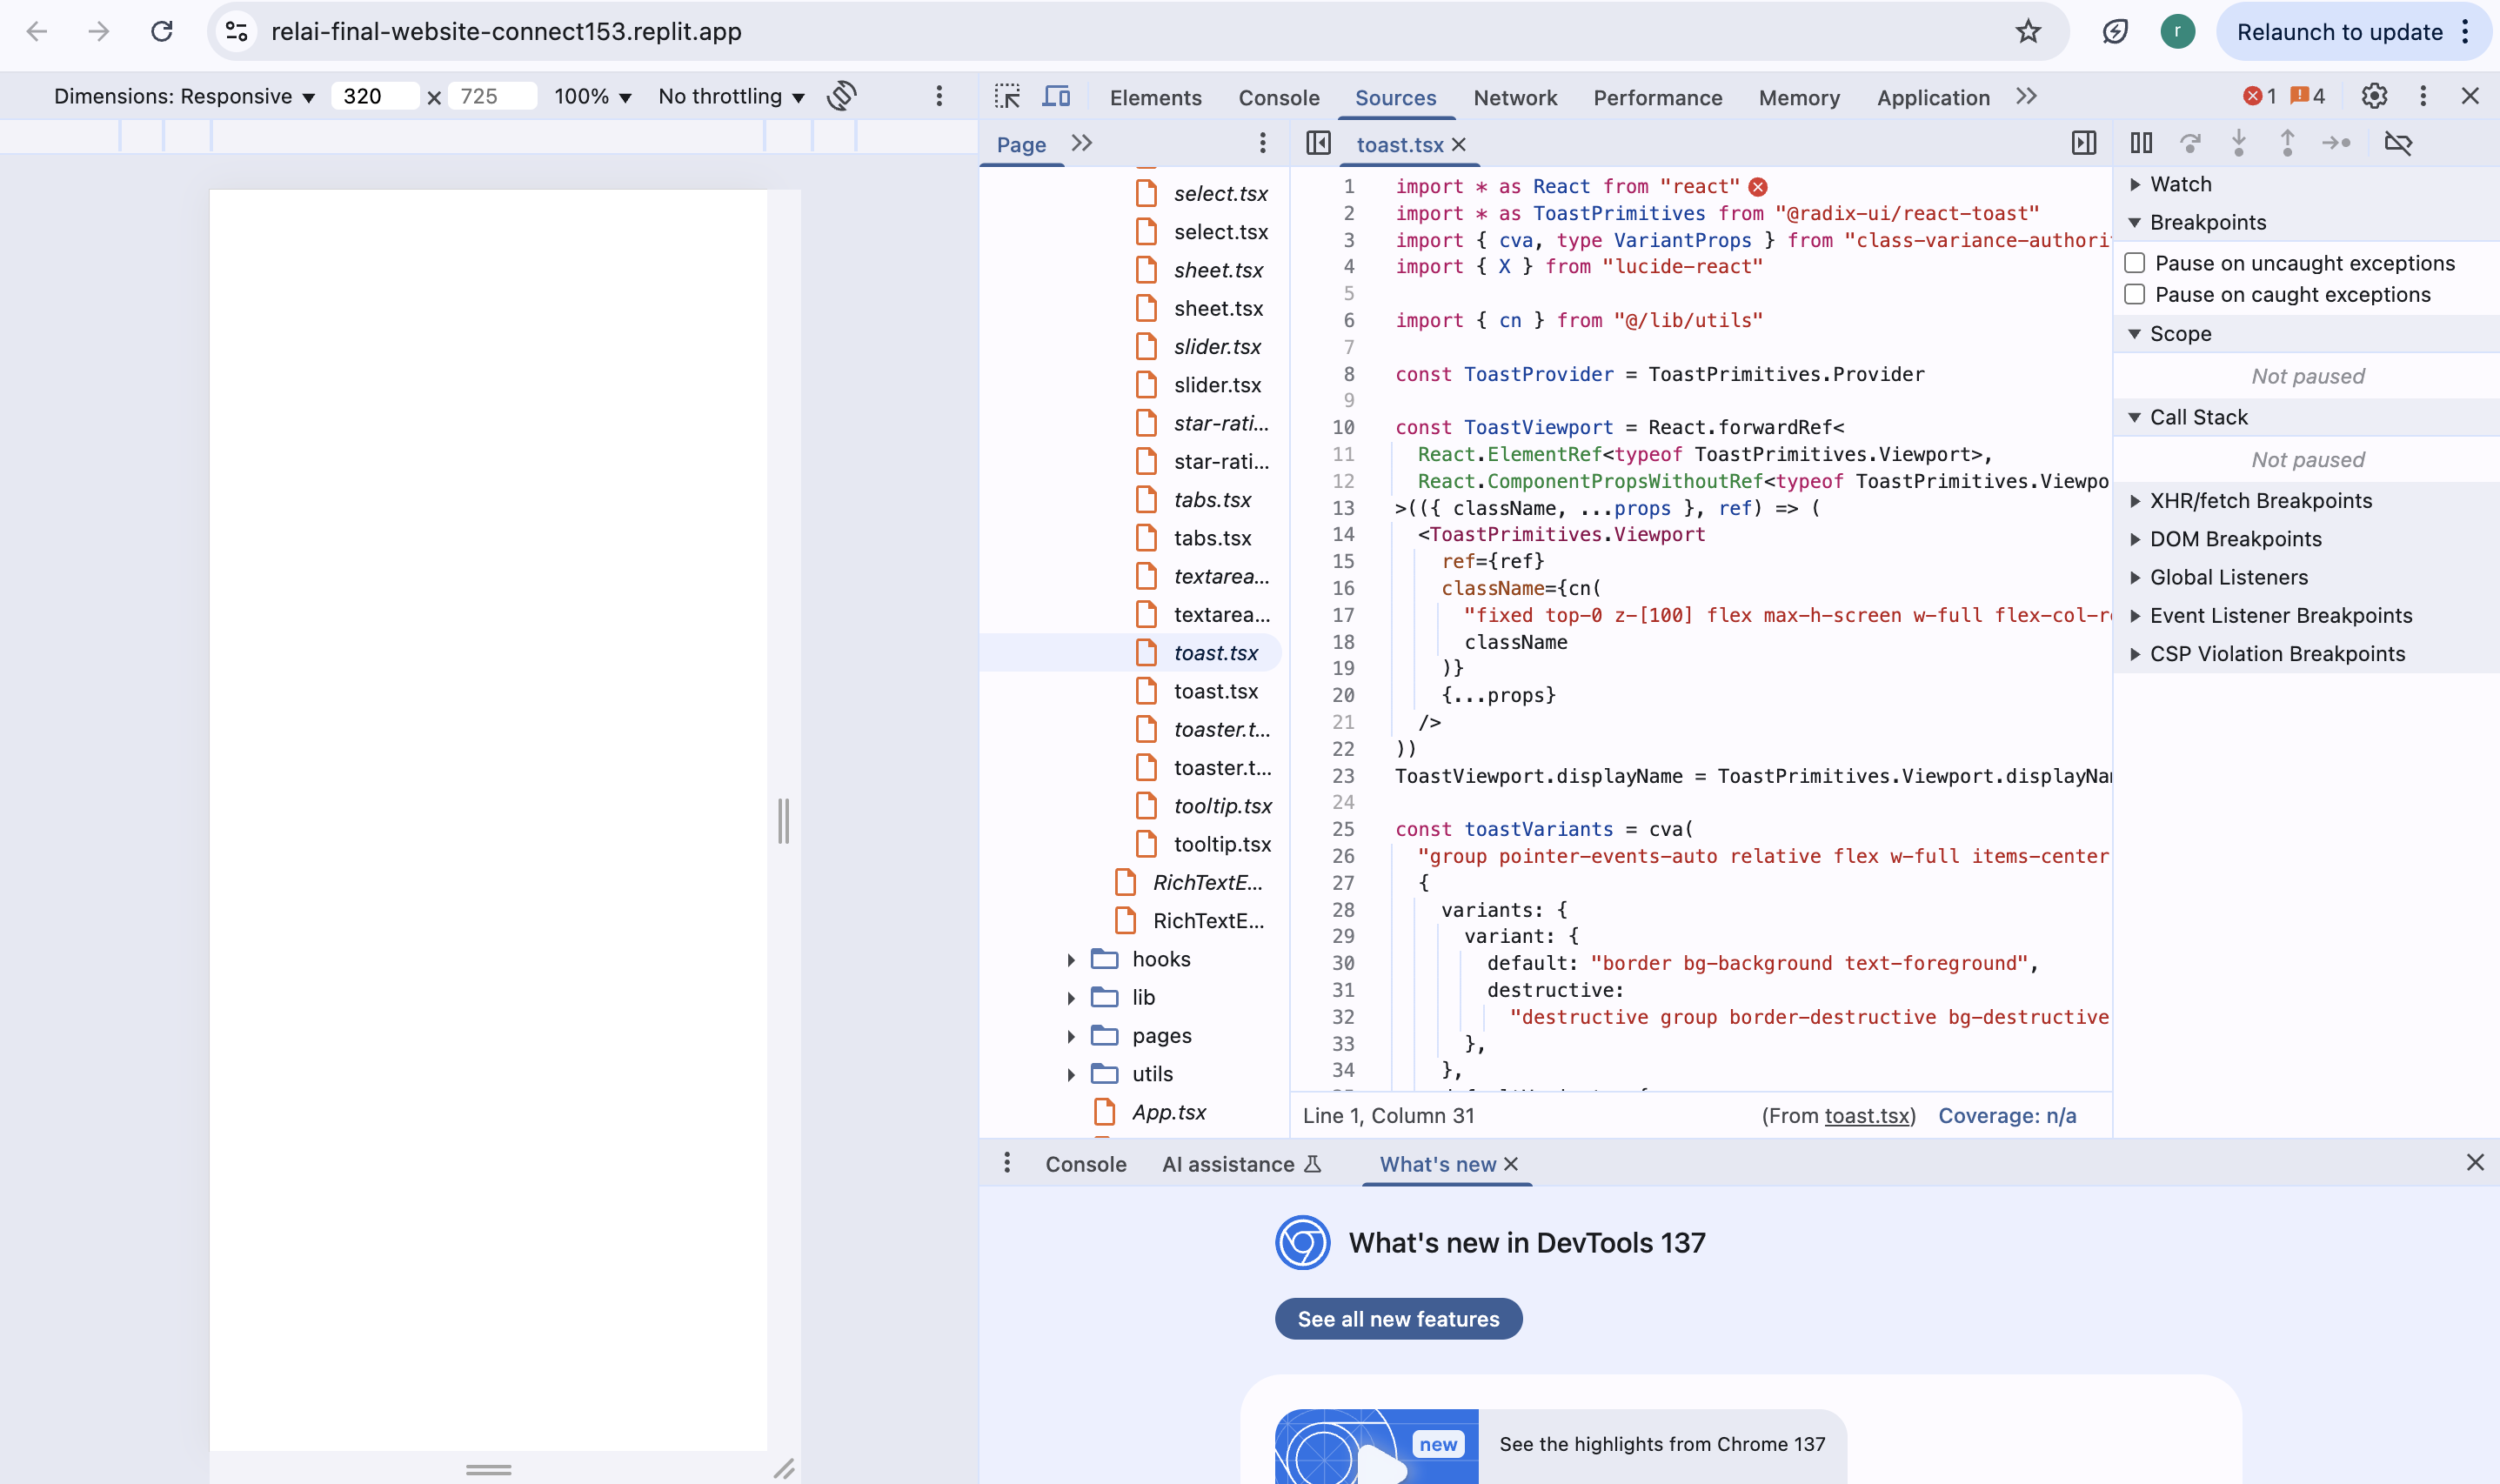 relai-final-website-connect153.replit.app
r
Relaunch to update
Dimensions: Responsive
320
×
725
100%
No throttling
Elements
Console
Sources
Network
Performance
Memory
Application
1
4
Page
toast.tsx
select.tsx
select.tsx
sheet.tsx
sheet.tsx
slider.tsx
slider.tsx
star-rati...
star-rati...
tabs.tsx
tabs.tsx
textarea...
textarea...
toast.tsx
toast.tsx
toaster.t...
toaster.t...
tooltip.tsx
tooltip.tsx
RichTextE...
RichTextE...
hooks
lib
pages
utils
App.tsx
1 import * as React from "react"
2 import * as ToastPrimitives from "@radix-ui/react-toast"
3 import { cva, type VariantProps } from "class-variance-authori
4 import { X } from "lucide-react"
5
6 import { cn } from "@/lib/utils"
7
8 const ToastProvider = ToastPrimitives.Provider
9
10 const ToastViewport = React.forwardRef<
11 React.ElementRef<typeof ToastPrimitives.Viewport>,
12 React.ComponentPropsWithoutRef<typeof ToastPrimitives.Viewpo
13 >(({ className, ...props }, ref) => (
14 <ToastPrimitives.Viewport
15 ref={ref}
16 className={cn(
17 "fixed top-0 z-[100] flex max-h-screen w-full flex-col-r
18 className
19 )}
20 {...props}
21 />
22 ))
23 ToastViewport.displayName = ToastPrimitives.Viewport.displayNa
24
25 const toastVariants = cva(
26 "group pointer-events-auto relative flex w-full items-center
27 {
28 variants: {
29 variant: {
30 default: "border bg-background text-foreground",
31 destructive:
32 "destructive group border-destructive bg-destructive
33 },
34 },
Line 1, Column 31
(From toast.tsx)
Coverage: n/a
Watch
Breakpoints
Pause on uncaught exceptions
Pause on caught exceptions
Scope
Not paused
Call Stack
Not paused
XHR/fetch Breakpoints
DOM Breakpoints
Global Listeners
Event Listener Breakpoints
CSP Violation Breakpoints
Console
AI assistance
What's new
What's new in DevTools 137
See all new features
new
See the highlights from Chrome 137